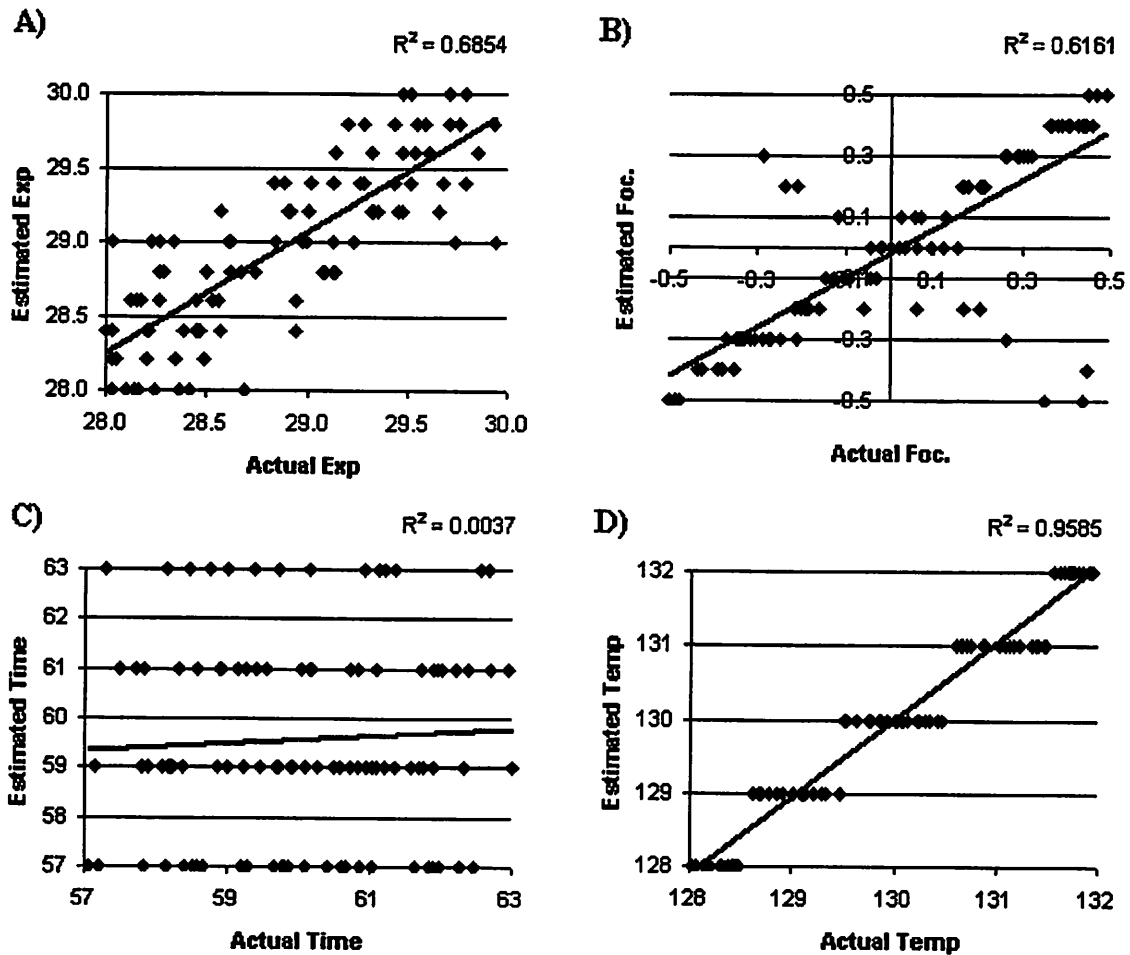 A)
R² = 0.6854
30.0
29.5
29.0
28.5
28.0
Estimated Exp
28.0 28.5 29.0 29.5 30.0
Actual Exp
B)
R² = 0.6161
0.5
0.3
0.1
-0.1
-0.3
-0.5
Estimated Foc.
-0.5 -0.3 0.1 0.3 0.5
Actual Foc.
C)
R² = 0.0037
63
62
61
60
59
58
57
Estimated Time
57 59 61 63
Actual Time
D)
R² = 0.9585
132
131
130
129
128
Estimated Temp
128 129 130 131 132
Actual Temp